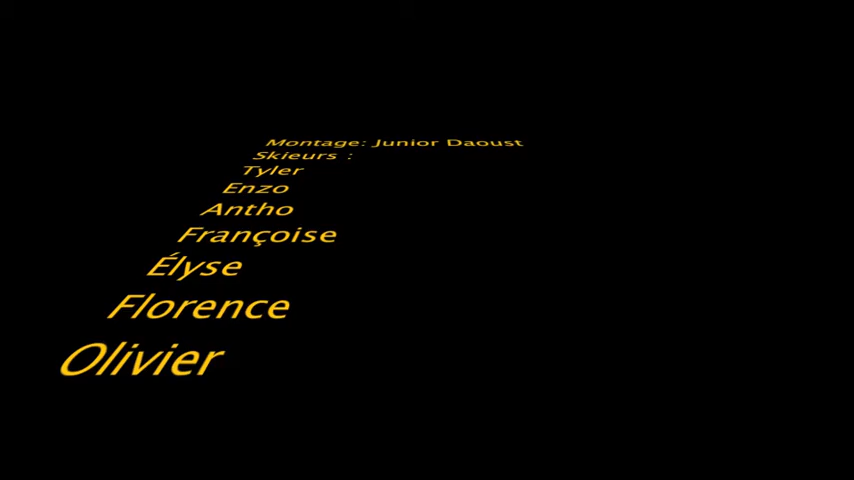 Montage: Junior Daoust
Skieurs :
Tyler
Enzo
Antho
Françoise
Élyse
Florence
Olivier